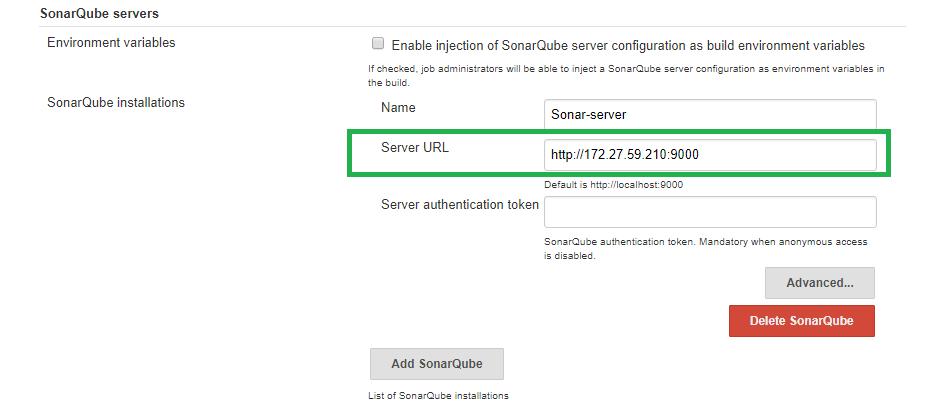 SonarQube servers
Environment variables
Enable injection of SonarQube server configuration as build environment variables
If checked, job administrators will be able to inject a SonarQube server configuration as environment variables in
the build.
SonarQube installations
Name
Sonar-server
Server URL
http://172.27.59.210:9000
Default is http://localhost:9000
Server authentication token
SonarQube authentication token. Mandatory when anonymous access
is disabled.
Advanced...
Delete SonarQube
Add SonarQube
List of SonarQube installations